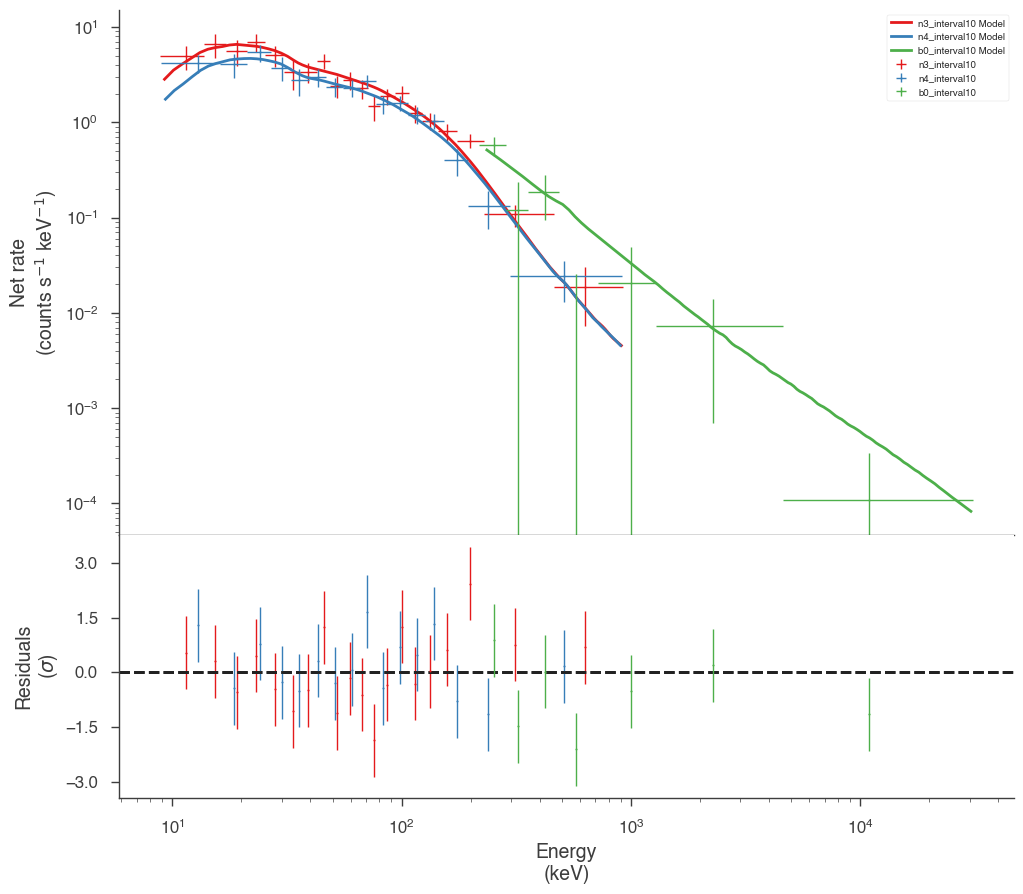 n3_interval10 Model
n4_interval10 Model
b0_interval10 Model
n3_interval10
n4_interval10
b0_interval10
Net rate
(counts s⁻¹ keV⁻¹)
10¹
10⁰
10⁻¹
10⁻²
10⁻³
10⁻⁴
Residuals
(σ)
3.0
1.5
0.0
−1.5
−3.0
10¹ 10² 10³ 10⁴
Energy
(keV)